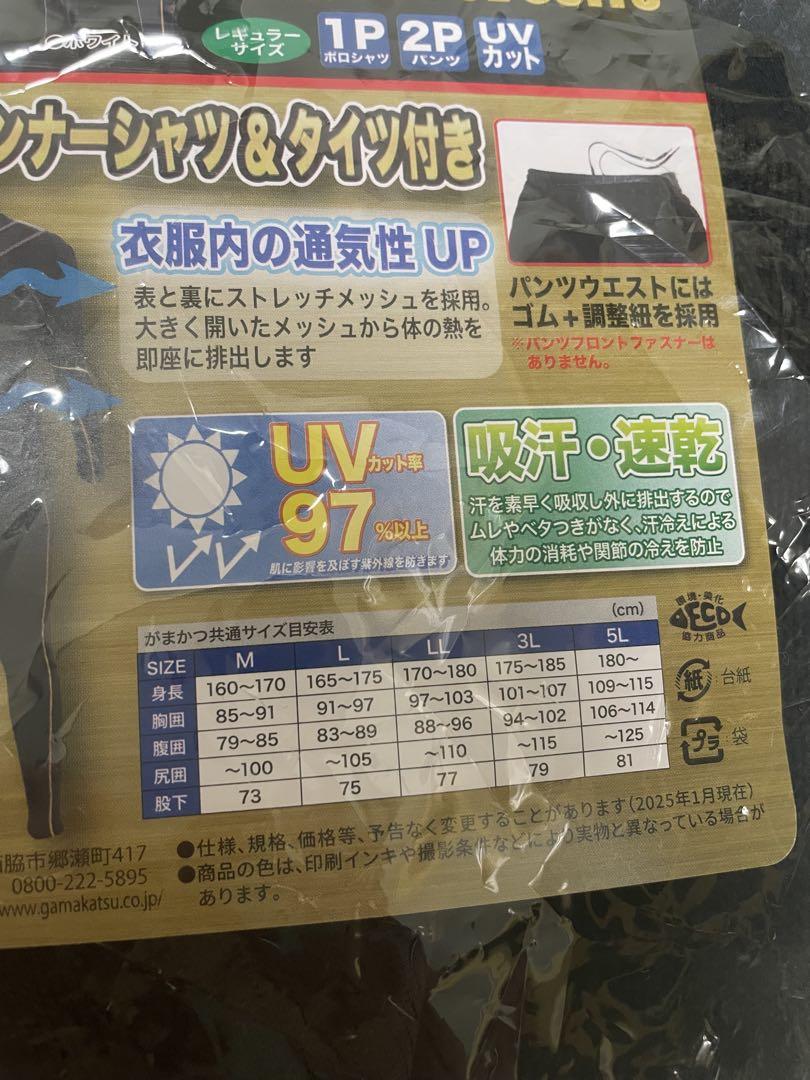 ホワイト
レギュラー
サイズ
1P
ポロシャツ
2P
パンツ
UV
カット
ンナーシャツ&タイツ付き
衣服内の通気性 UP
表と裏にストレッチメッシュを採用。
大きく開いたメッシュから体の熱を
即座に排出します
パンツウエストには
ゴム+調整紐を採用
※パンツフロントファスナーは
ありません。
UVカット率
97%以上
肌に影響を及ぼす紫外線を防ぎます
吸汗・速乾
汗を素早く吸収し外に排出するので
ムレやベタつきがなく、汗冷えによる
体力の消耗や関節の冷えを防止
がまかつ共通サイズ目安表 (cm)
SIZE M L LL 3L 5L
身長 160〜170 165〜175 170〜180 175〜185 180〜
胸囲 85〜91 91〜97 97〜103 101〜107 109〜115
腹囲 79〜85 83〜89 88〜96 94〜102 106〜114
尻囲 〜100 〜105 〜110 〜115 〜125
股下 73 75 77 79 81
環境・美化
ECO
協力商品
紙 :台紙
プラ :袋
●仕様、規格、価格等、予告なく変更することがあります(2025年1月現在)
●商品の色は、印刷インキや撮影条件などにより実物と異なっている場合が
あります。
脇市郷瀬町417
0800-222-5895
www.gamakatsu.co.jp/